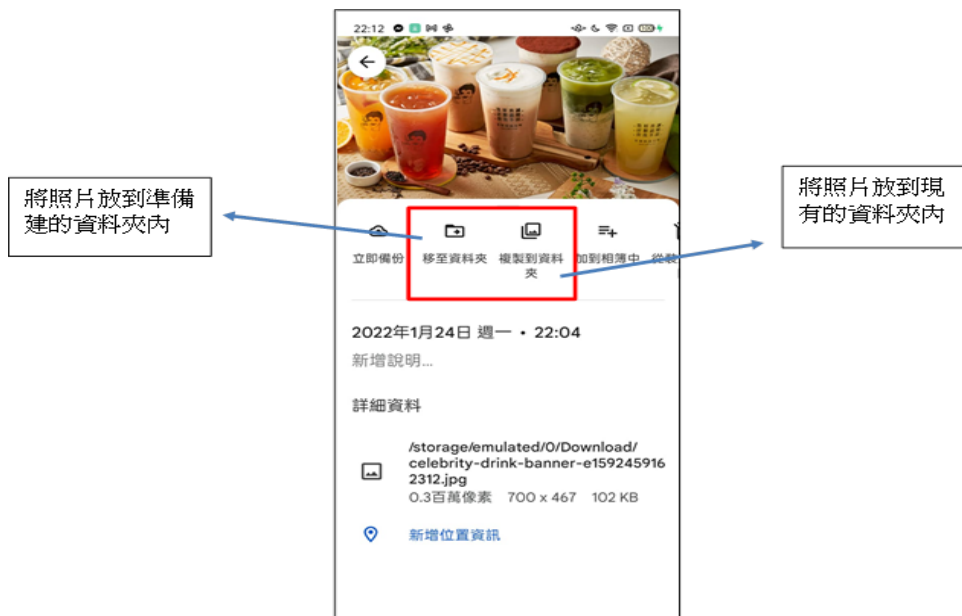 22:12
將照片放到準備
建的資料夾內
將照片放到現
有的資料夾內
立即備份
移至資料夾
複製到資料
夾
加到相簿中
2022年1月24日 週一 • 22:04
新增說明...
詳細資料
/storage/emulated/0/Download/
celebrity-drink-banner-e159245916
2312.jpg
0.3百萬像素 700 x 467 102 KB
新增位置資訊